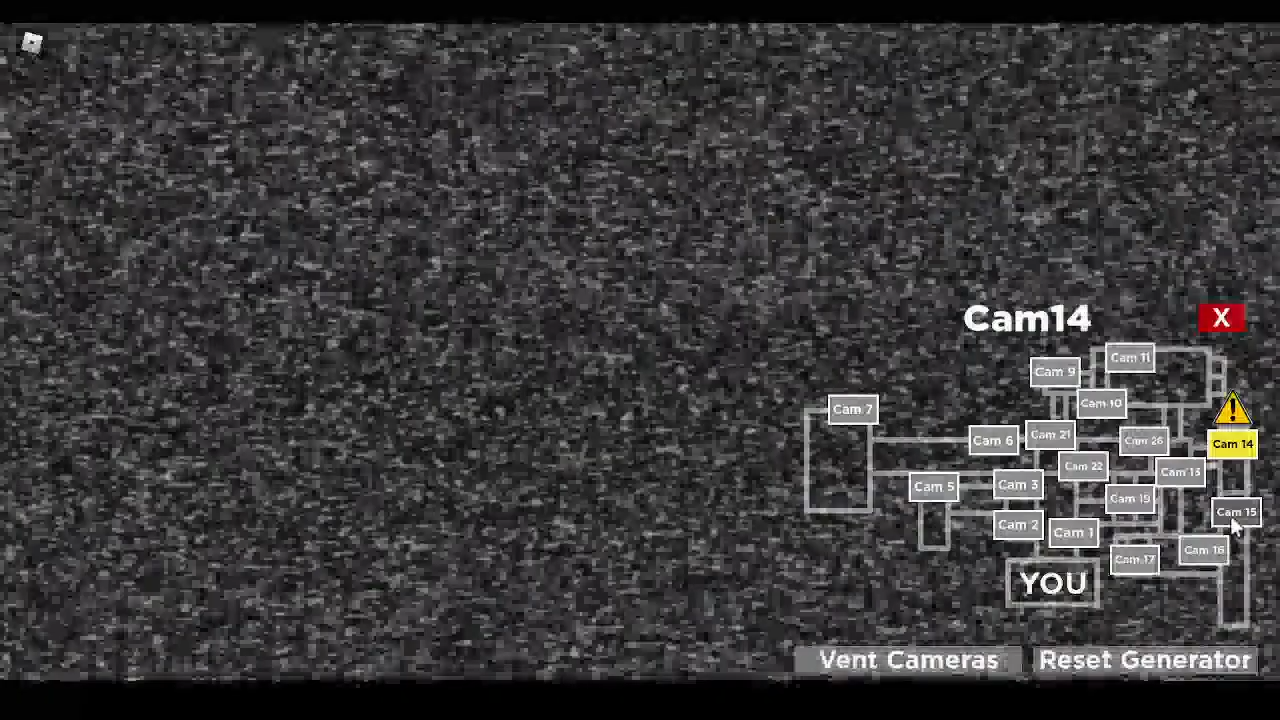 Cam14
X
Cam 11
Cam 9
Cam 10
Cam 7
!
Cam 21
Cam 6
Cam 26
Cam 14
Cam 22
Cam 13
Cam 5
Cam 3
Cam 19
Cam 15
Cam 2
Cam 1
Cam 16
Cam 17
YOU
Vent Cameras
Reset Generator